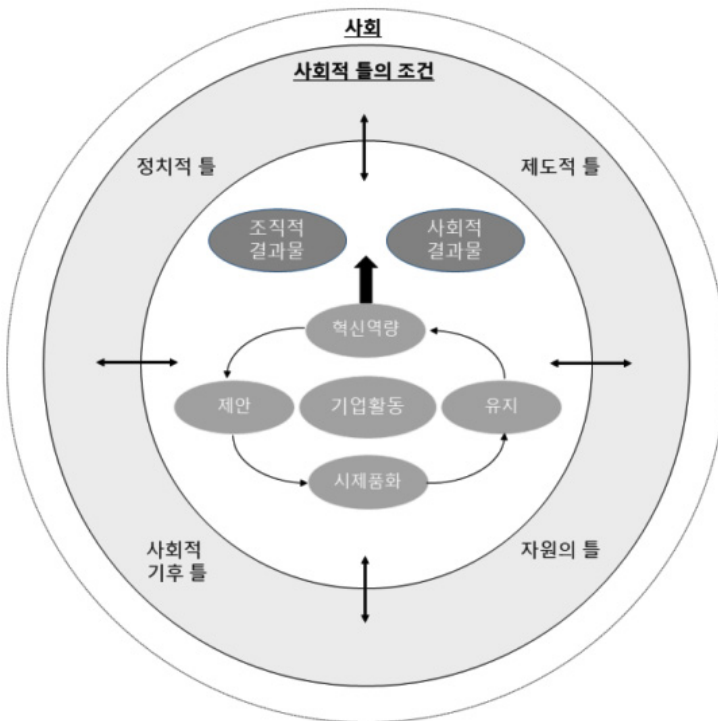 사회
사회적 틀의 조건
정치적 틀
제도적 틀
조직적
결과물
사회적
결과물
혁신역량
제안
기업활동
유지
시제품화
사회적
기후 틀
자원의 틀